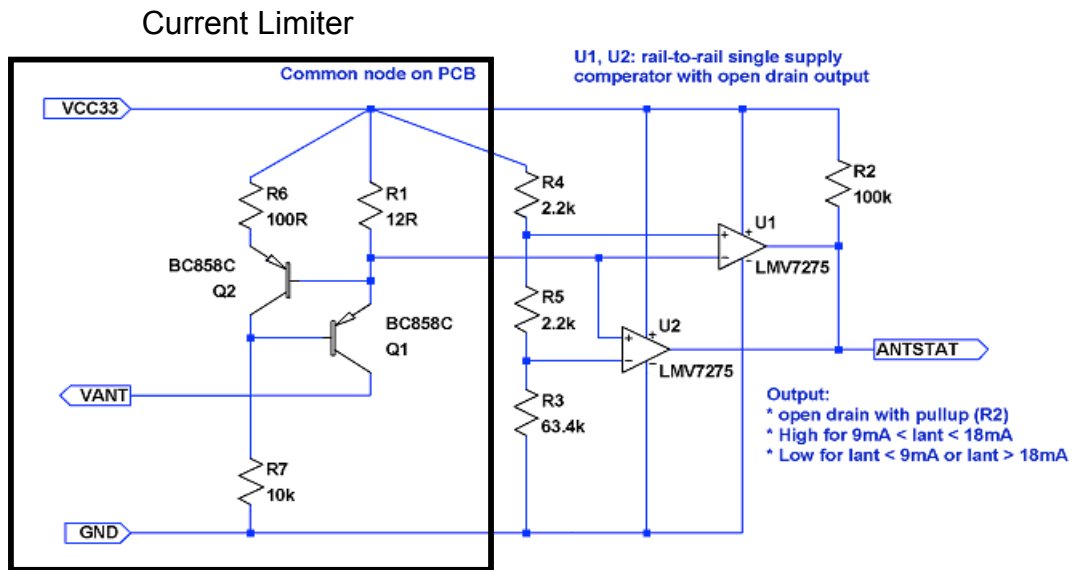 Current Limiter
U1, U2: rail-to-rail single supply
comperator with open drain output
Common node on PCB
VCC33
R6
100R
R1
12R
R4
2.2k
R2
100k
+
−
+
−
U1
LMV7275
BC858C
Q2
BC858C
Q1
R5
2.2k
+
−
+
−
U2
LMV7275
ANTSTAT
VANT
R3
63.4k
Output:
* open drain with pullup (R2)
* High for 9mA < Iant < 18mA
* Low for Iant < 9mA or Iant > 18mA
R7
10k
GND